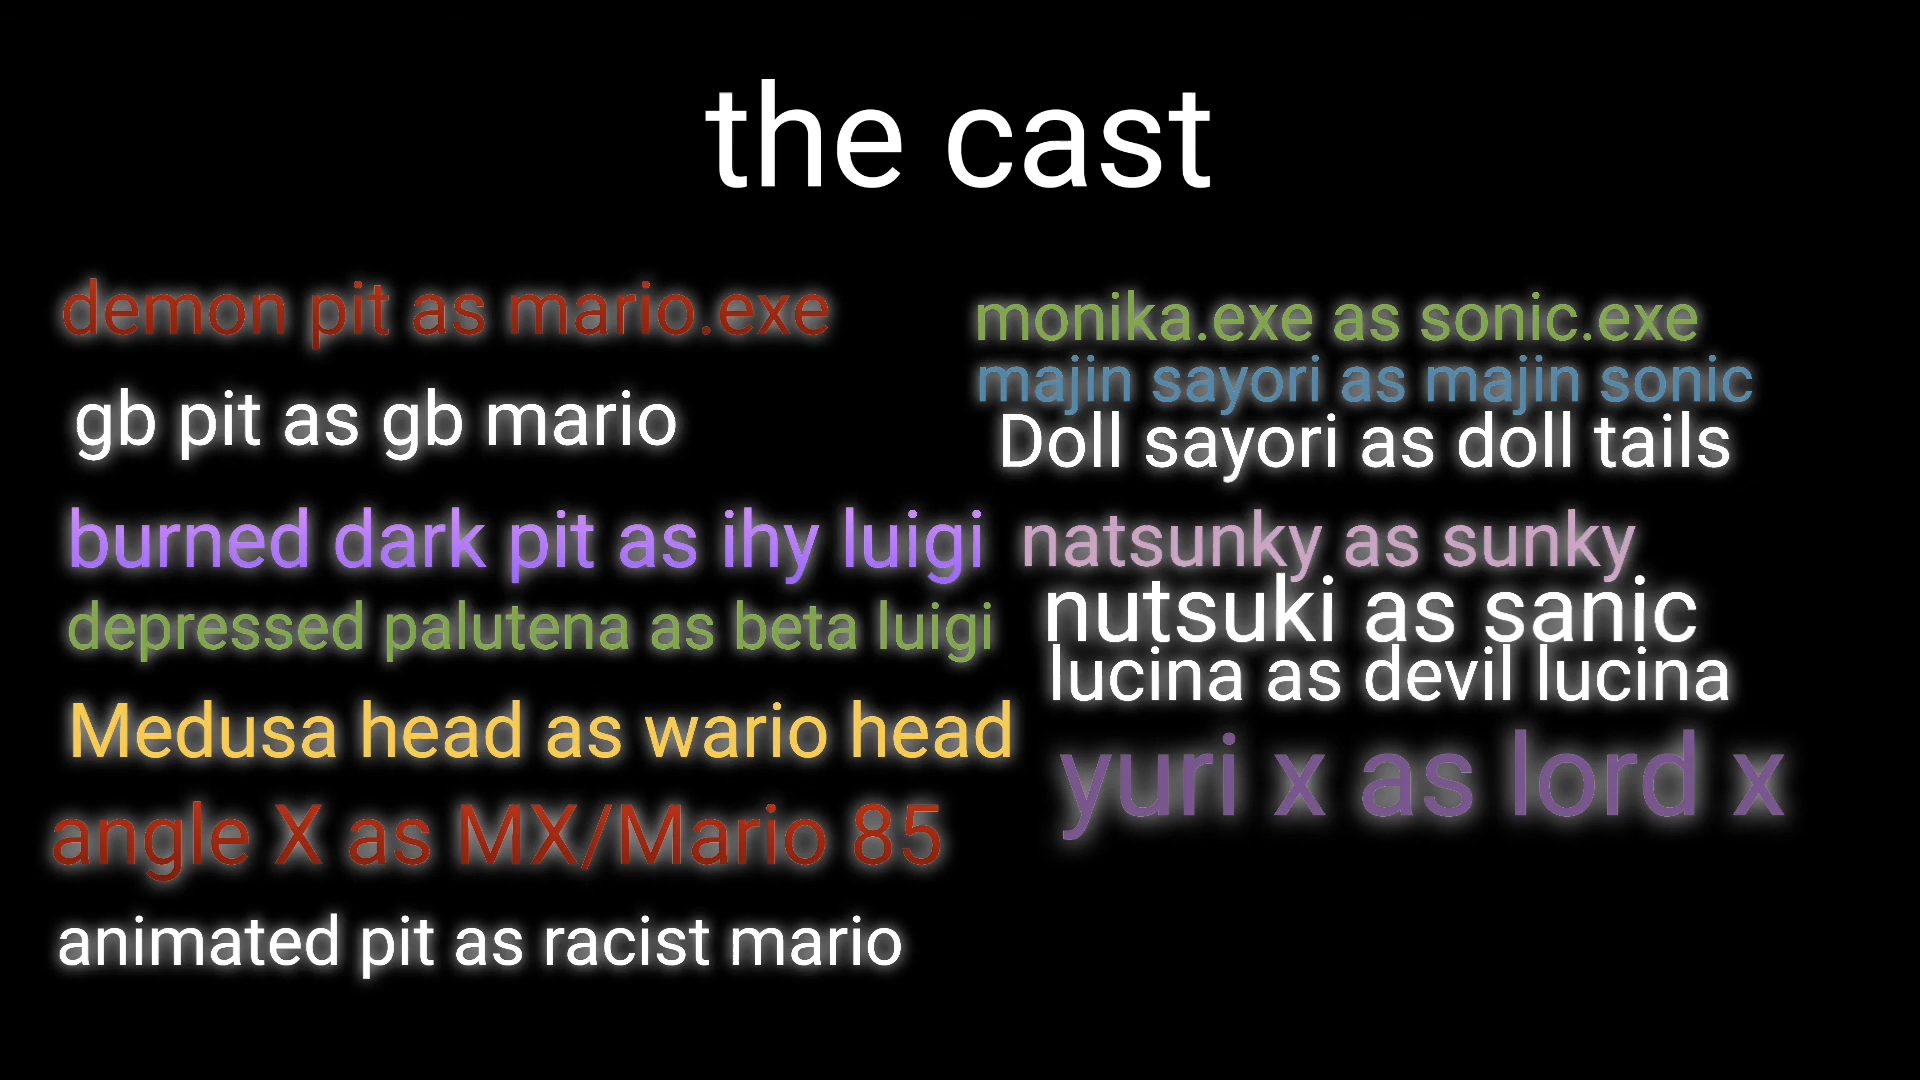 the cast
demon pit as mario.exe
gb pit as gb mario
burned dark pit as ihy luigi
depressed palutena as beta luigi
Medusa head as wario head
angle X as MX/Mario 85
animated pit as racist mario
monika.exe as sonic.exe
majin sayori as majin sonic
Doll sayori as doll tails
natsunky as sunky
nutsuki as sanic
lucina as devil lucina
yuri x as lord x